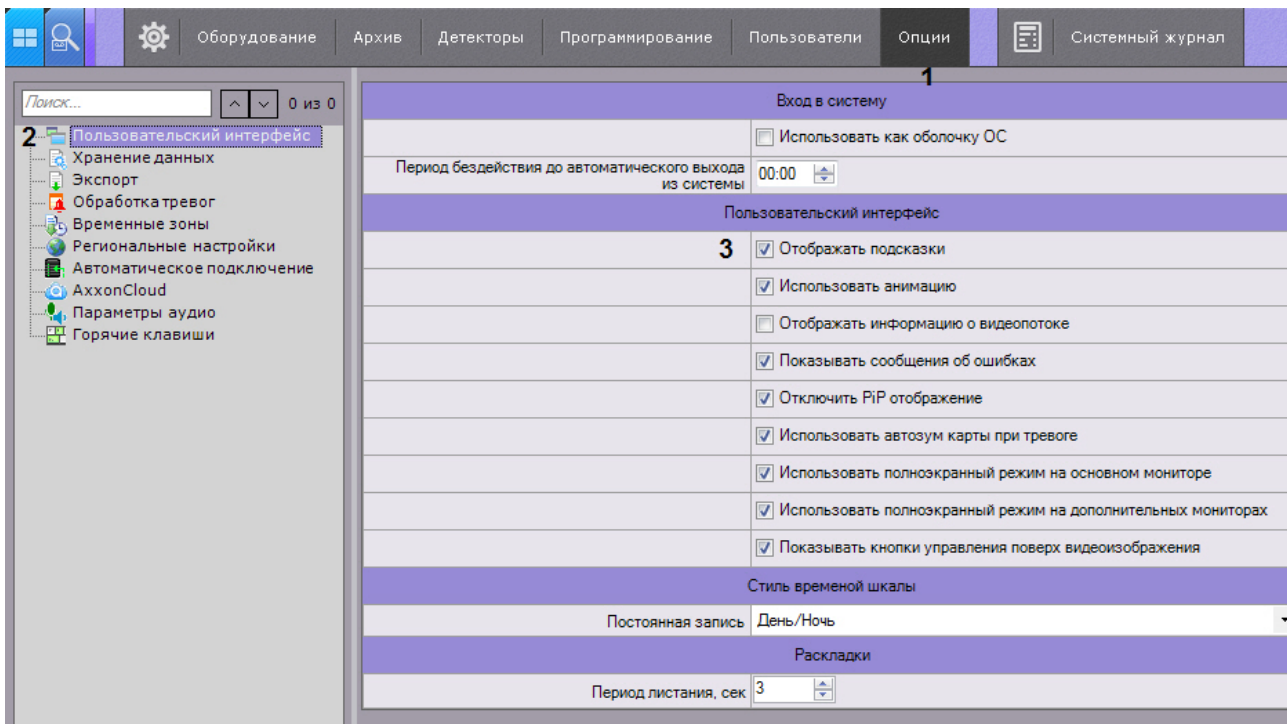 Оборудование Архив Детекторы Программирование Пользователи Опции Системный журнал
1
Поиск... 0 из 0
2 Пользовательский интерфейс
Хранение данных
Экспорт
Обработка тревог
Временные зоны
Региональные настройки
Автоматическое подключение
AxxonCloud
Параметры аудио
Горячие клавиши
Вход в систему
Использовать как оболочку ОС
Период бездействия до автоматического выхода
из системы 00:00
Пользовательский интерфейс
3 Отображать подсказки
Использовать анимацию
Отображать информацию о видеопотоке
Показывать сообщения об ошибках
Отключить PiP отображение
Использовать автозум карты при тревоге
Использовать полноэкранный режим на основном мониторе
Использовать полноэкранный режим на дополнительных мониторах
Показывать кнопки управления поверх видеоизображения
Стиль временой шкалы
Постоянная запись День/Ночь
Раскладки
Период листания, сек 3